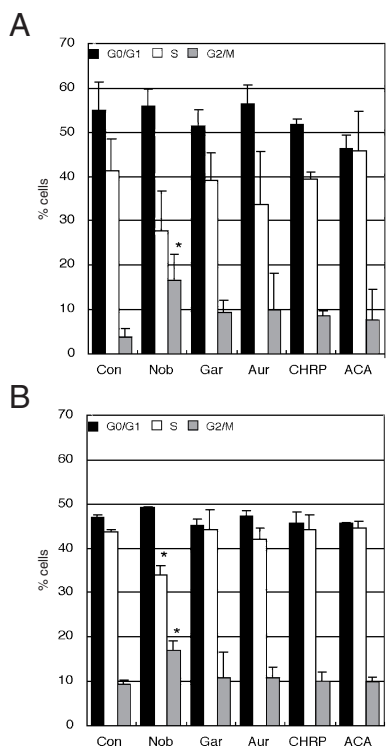 A
70
G0/G1 S G2/M
60
50
40
30
20
10
0
% cells
*
Con Nob Gar Aur CHRP ACA
B
70
G0/G1 S G2/M
60
50
40
30
20
10
0
% cells
*
*
Con Nob Gar Aur CHRP ACA